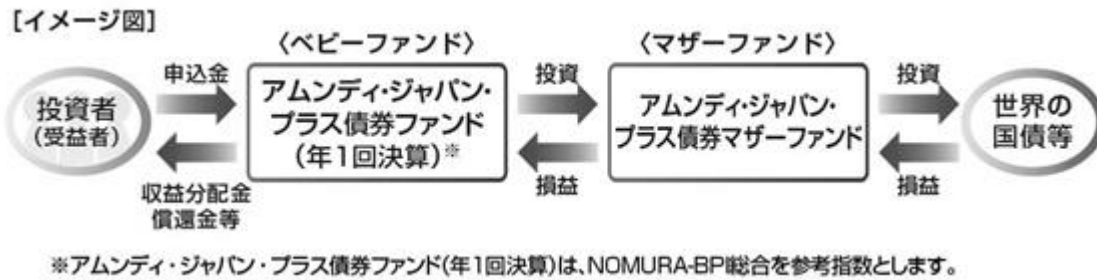 [イメージ図]
〈ベビーファンド〉
〈マザーファンド〉
投資者
(受益者)
申込金
収益分配金
償還金等
アムンディ・ジャパン・
プラス債券ファンド
(年1回決算)※
投資
損益
アムンディ・ジャパン・
プラス債券マザーファンド
投資
損益
世界の
国債等
※アムンディ・ジャパン・プラス債券ファンド(年1回決算)は、NOMURA-BPI総合を参考指数とします。